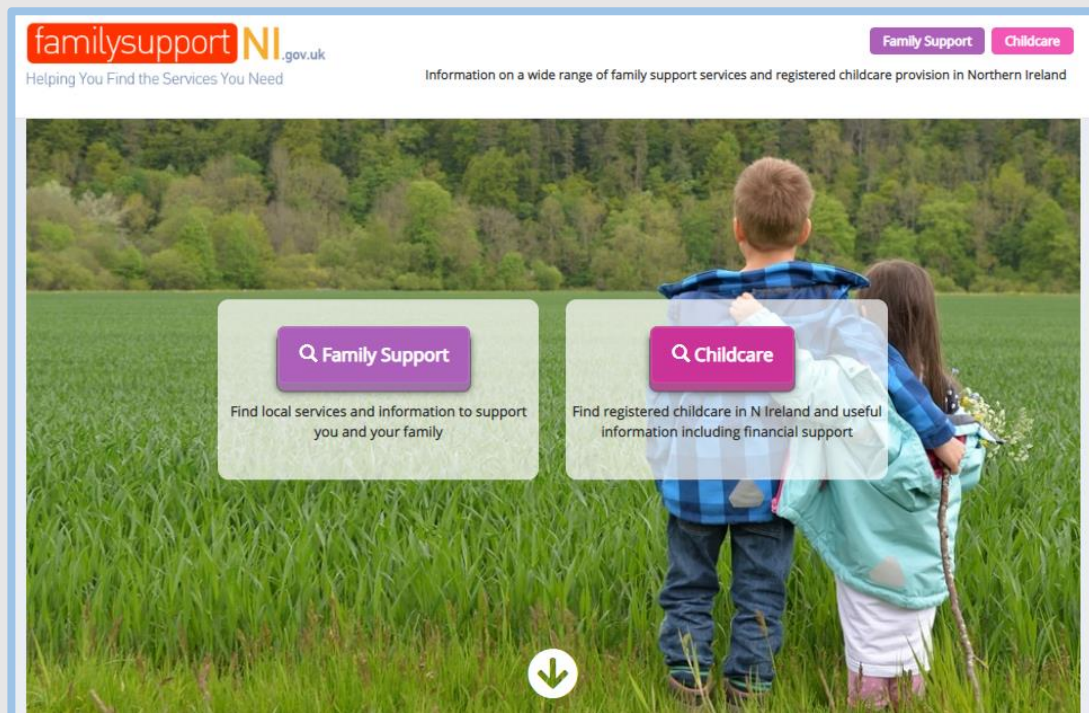 familysupport NI.gov.uk
Helping You Find the Services You Need
Family Support Childcare
Information on a wide range of family support services and registered childcare provision in Northern Ireland
Family Support
Find local services and information to support
you and your family
Childcare
Find registered childcare in N Ireland and useful
information including financial support